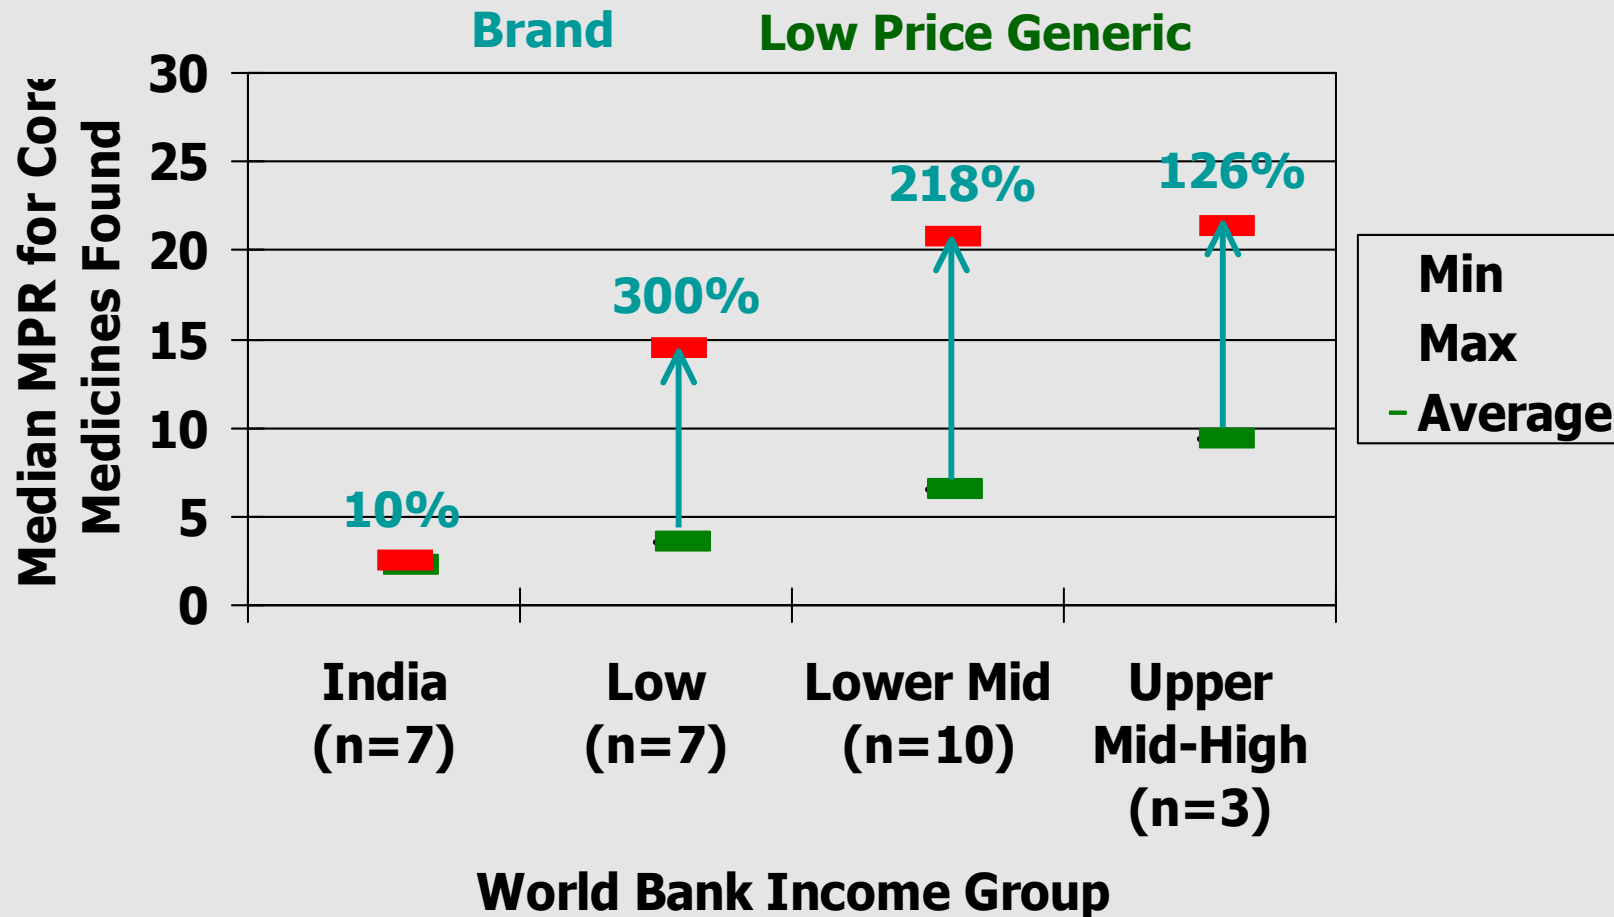 Brand Low Price Generic
Median MPR for Core
Medicines Found
30
25
20
15
10
5
0
10%
300%
218%
126%
Min
Max
Average
India
(n=7)
Low
(n=7)
Lower Mid
(n=10)
Upper
Mid-High
(n=3)
World Bank Income Group